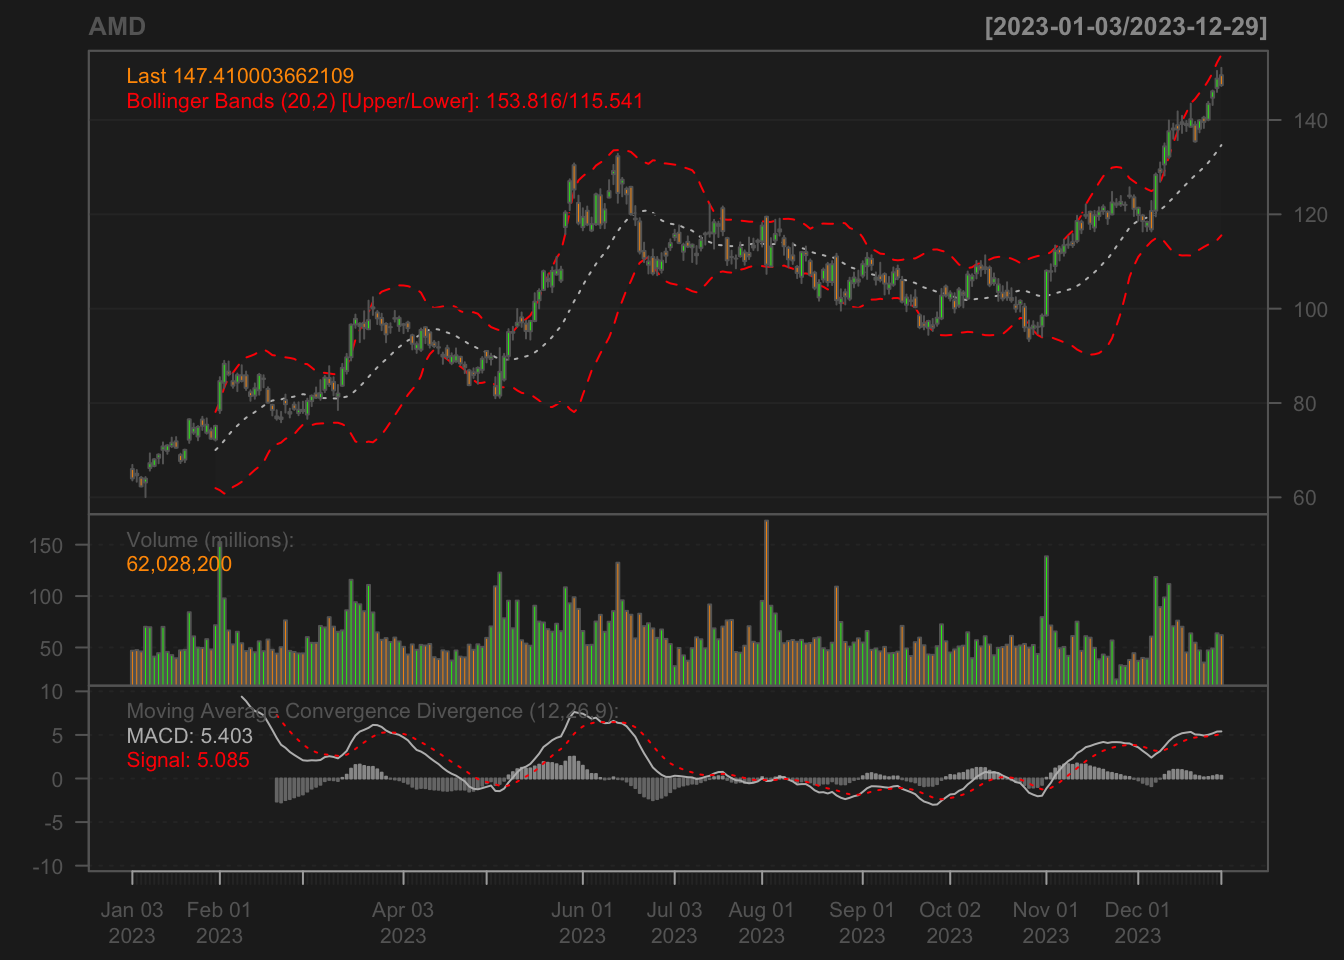 AMD [2023-01-03/2023-12-29]
Last 147.410003662109
Bollinger Bands (20,2) [Upper/Lower]: 153.816/115.541
140
120
100
80
60
Volume (millions):
62,028,200
150
100
50
Moving Average Convergence Divergence (12,26,9):
MACD: 5.403
Signal: 5.085
10
5
0
-5
-10
Jan 03 Feb 01 Apr 03 Jun 01 Jul 03 Aug 01 Sep 01 Oct 02 Nov 01 Dec 01
2023 2023 2023 2023 2023 2023 2023 2023 2023 2023